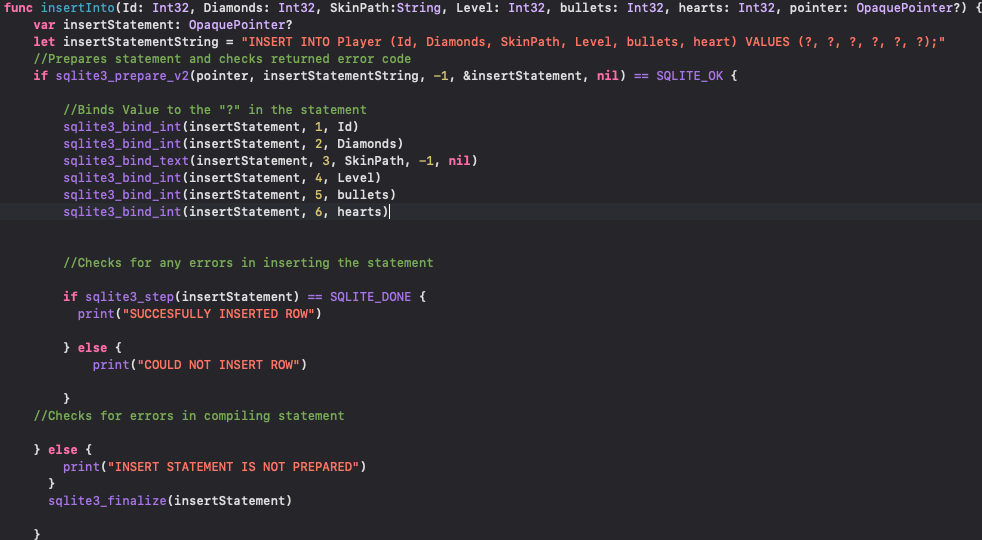 func insertInto(Id: Int32, Diamonds: Int32, SkinPath:String, Level: Int32, bullets: Int32, hearts: Int32, pointer: OpaquePointer?) {
var insertStatement: OpaquePointer?
let insertStatementString = "INSERT INTO Player (Id, Diamonds, SkinPath, Level, bullets, heart) VALUES (?, ?, ?, ?, ?, ?);"
//Prepares statement and checks returned error code
if sqlite3_prepare_v2(pointer, insertStatementString, -1, &insertStatement, nil) == SQLITE_OK {
//Binds Value to the "?" in the statement
sqlite3_bind_int(insertStatement, 1, Id)
sqlite3_bind_int(insertStatement, 2, Diamonds)
sqlite3_bind_text(insertStatement, 3, SkinPath, -1, nil)
sqlite3_bind_int(insertStatement, 4, Level)
sqlite3_bind_int(insertStatement, 5, bullets)
sqlite3_bind_int(insertStatement, 6, hearts)
//Checks for any errors in inserting the statement
if sqlite3_step(insertStatement) == SQLITE_DONE {
print("SUCCESFULLY INSERTED ROW")
} else {
print("COULD NOT INSERT ROW")
}
//Checks for errors in compiling statement
} else {
print("INSERT STATEMENT IS NOT PREPARED")
}
sqlite3_finalize(insertStatement)
}